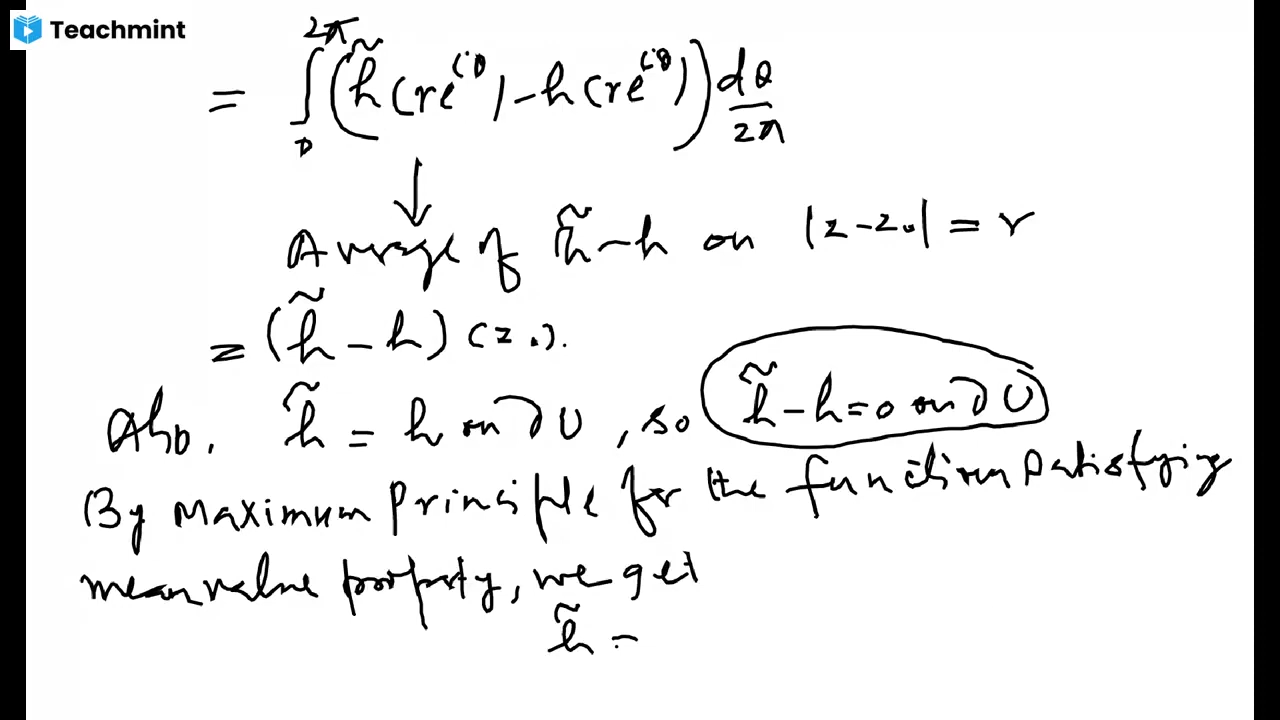 Teachmint
= ∫₀^{2π} (h̃(re^{iθ}) - h(re^{iθ})) dθ/2π
↓
Average of h̃-h on |z-z₀| = r
= (h̃-h)(z₀).
Also, h̃ = h on ∂U, so h̃-h=0 on ∂U
By Maximum Principle for the function satisfying
mean value property, we get
h̃ =